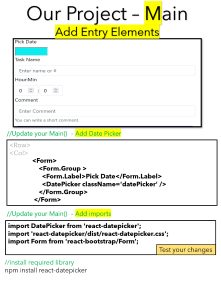 Our Project – Main
Add Entry Elements
Pick Date
Task Name
Enter name or #
Hour:Min
0 / 0
Comment
Enter Comment
You can write a short comment.
//Update your Main() - Add Date Picker
<Row>
<Col>
<Form>
<Form.Group >
<Form.Label>Pick Date</Form.Label>
<DatePicker className='datePicker' />
</Form.Group>
</Form>
//Update your Main() - Add imports
import DatePicker from 'react-datepicker';
import 'react-datepicker/dist/react-datepicker.css';
import Form from 'react-bootstrap/Form';
Test your changes
//install required library
npm install react-datepicker